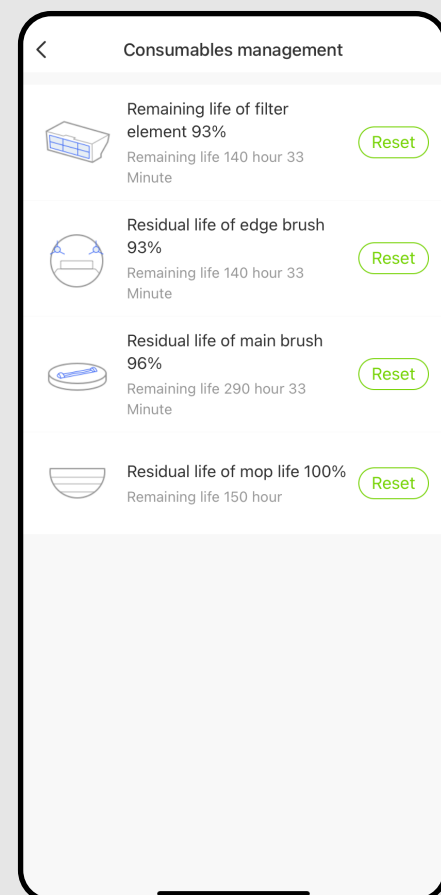 Consumables management
Remaining life of filter
element 93%
Remaining life 140 hour 33
Minute
Reset
Residual life of edge brush
93%
Remaining life 140 hour 33
Minute
Reset
Residual life of main brush
96%
Remaining life 290 hour 33
Minute
Reset
Residual life of mop life 100%
Remaining life 150 hour
Reset